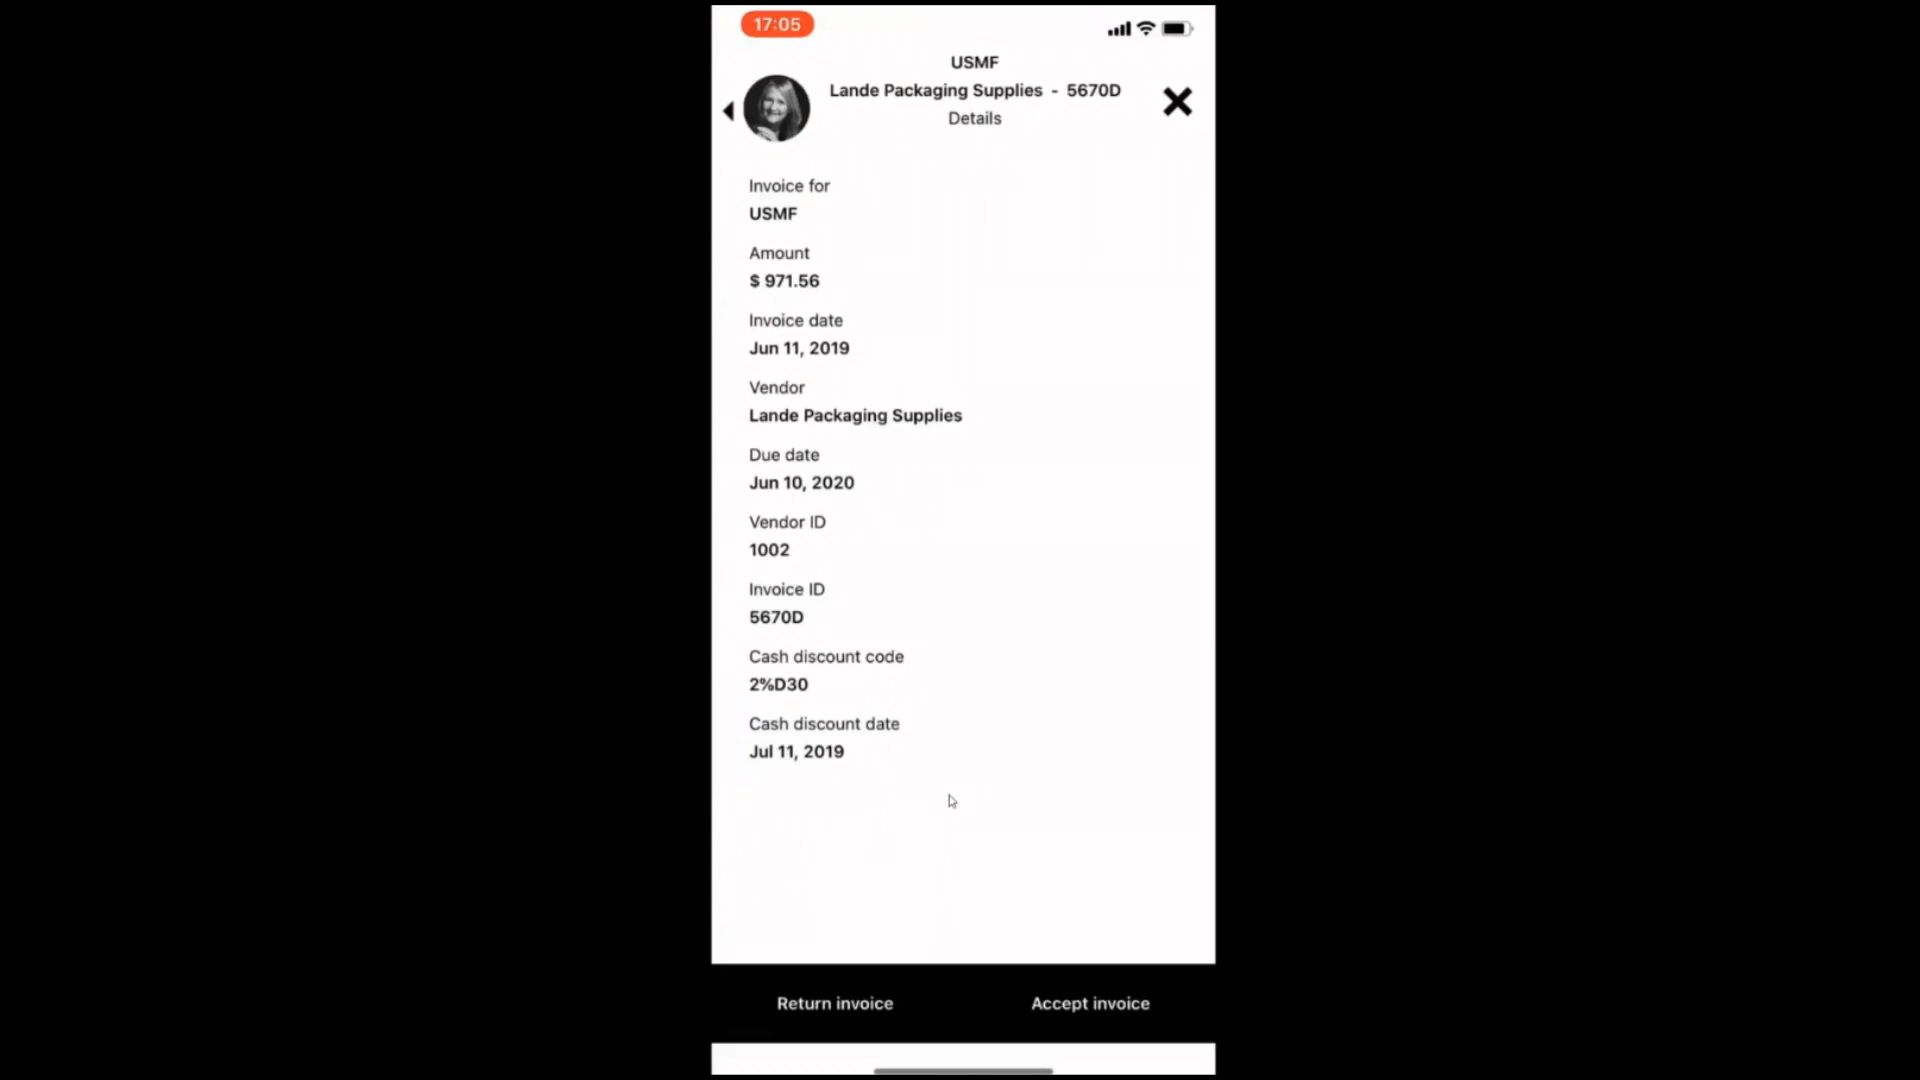 17:05
USMF
Lande Packaging Supplies - 5670D
Details
Invoice for
USMF
Amount
$ 971.56
Invoice date
Jun 11, 2019
Vendor
Lande Packaging Supplies
Due date
Jun 10, 2020
Vendor ID
1002
Invoice ID
5670D
Cash discount code
2%D30
Cash discount date
Jul 11, 2019
Return invoice
Accept invoice